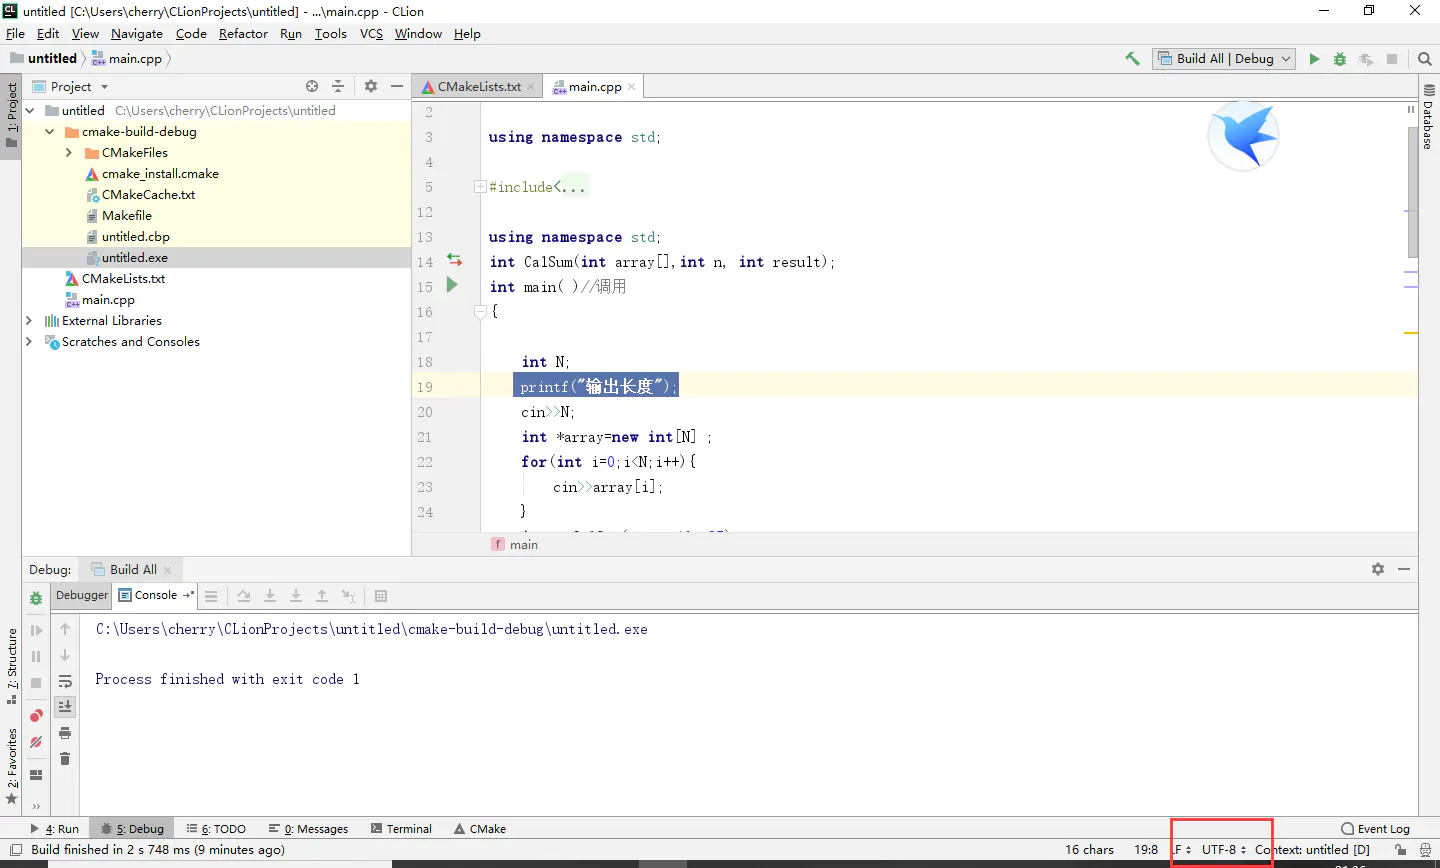 untitled [C:\Users\cherry\CLionProjects\untitled] - ...\main.cpp - CLion
File Edit View Navigate Code Refactor Run Tools VCS Window Help
untitled main.cpp
Build All | Debug
1: Project
Project
untitled C:\Users\cherry\CLionProjects\untitled
cmake-build-debug
CMakeFiles
cmake_install.cmake
CMakeCache.txt
Makefile
untitled.cbp
untitled.exe
CMakeLists.txt
main.cpp
External Libraries
Scratches and Consoles
CMakeLists.txt main.cpp
2
3 using namespace std;
4
5 #include<...
12
13 using namespace std;
14 int CalSum(int array[],int n, int result);
15 int main( )//调用
16 {
17
18 int N;
19 printf("输出长度");
20 cin>>N;
21 int *array=new int[N] ;
22 for(int i=0;i<N;i++){
23 cin>>array[i];
24 }
f main
Database
Debug: Build All
Debugger Console
C:\Users\cherry\CLionProjects\untitled\cmake-build-debug\untitled.exe
Process finished with exit code 1
7: Structure
2: Favorites
4: Run 5: Debug 6: TODO 0: Messages Terminal CMake Event Log
Build finished in 2 s 748 ms (9 minutes ago) 16 chars 19:8 LF UTF-8 Context: untitled [D]